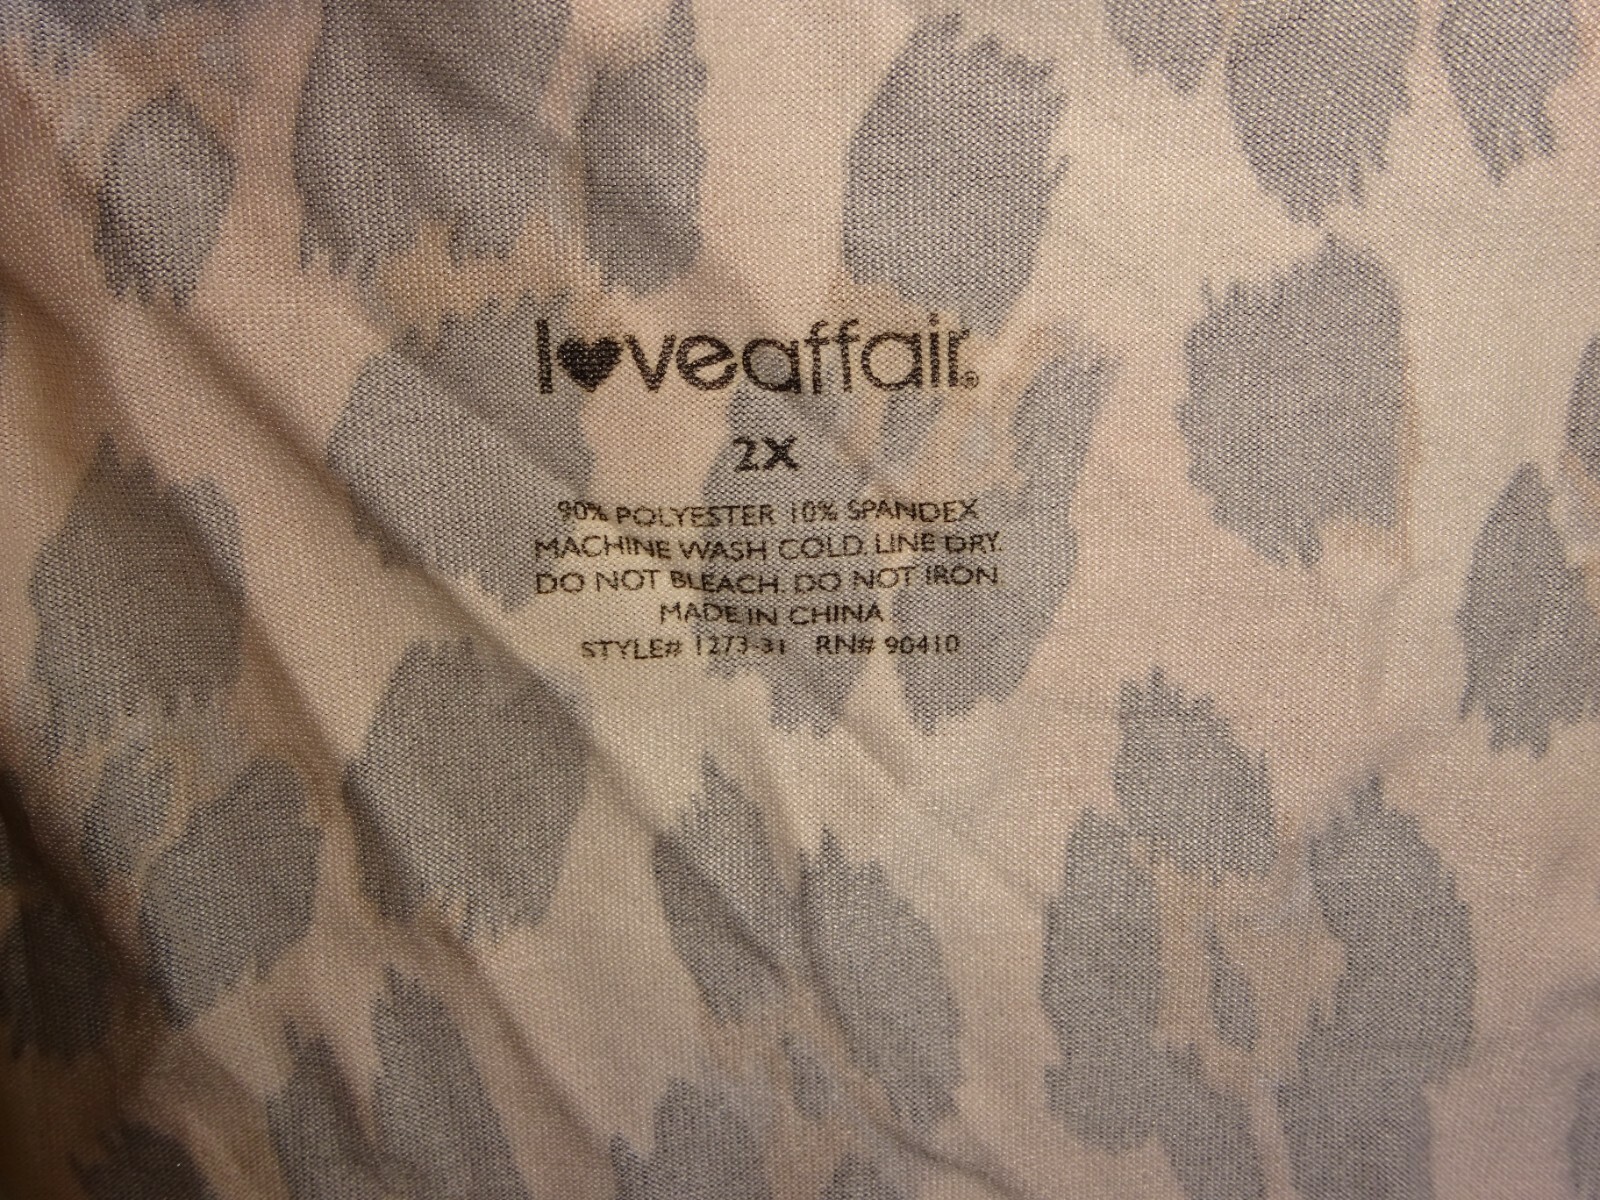 l♥veaffair®
2X
90% POLYESTER 10% SPANDEX
MACHINE WASH COLD. LINE DRY.
DO NOT BLEACH. DO NOT IRON
MADE IN CHINA
STYLE# 1273-31 RN# 90410